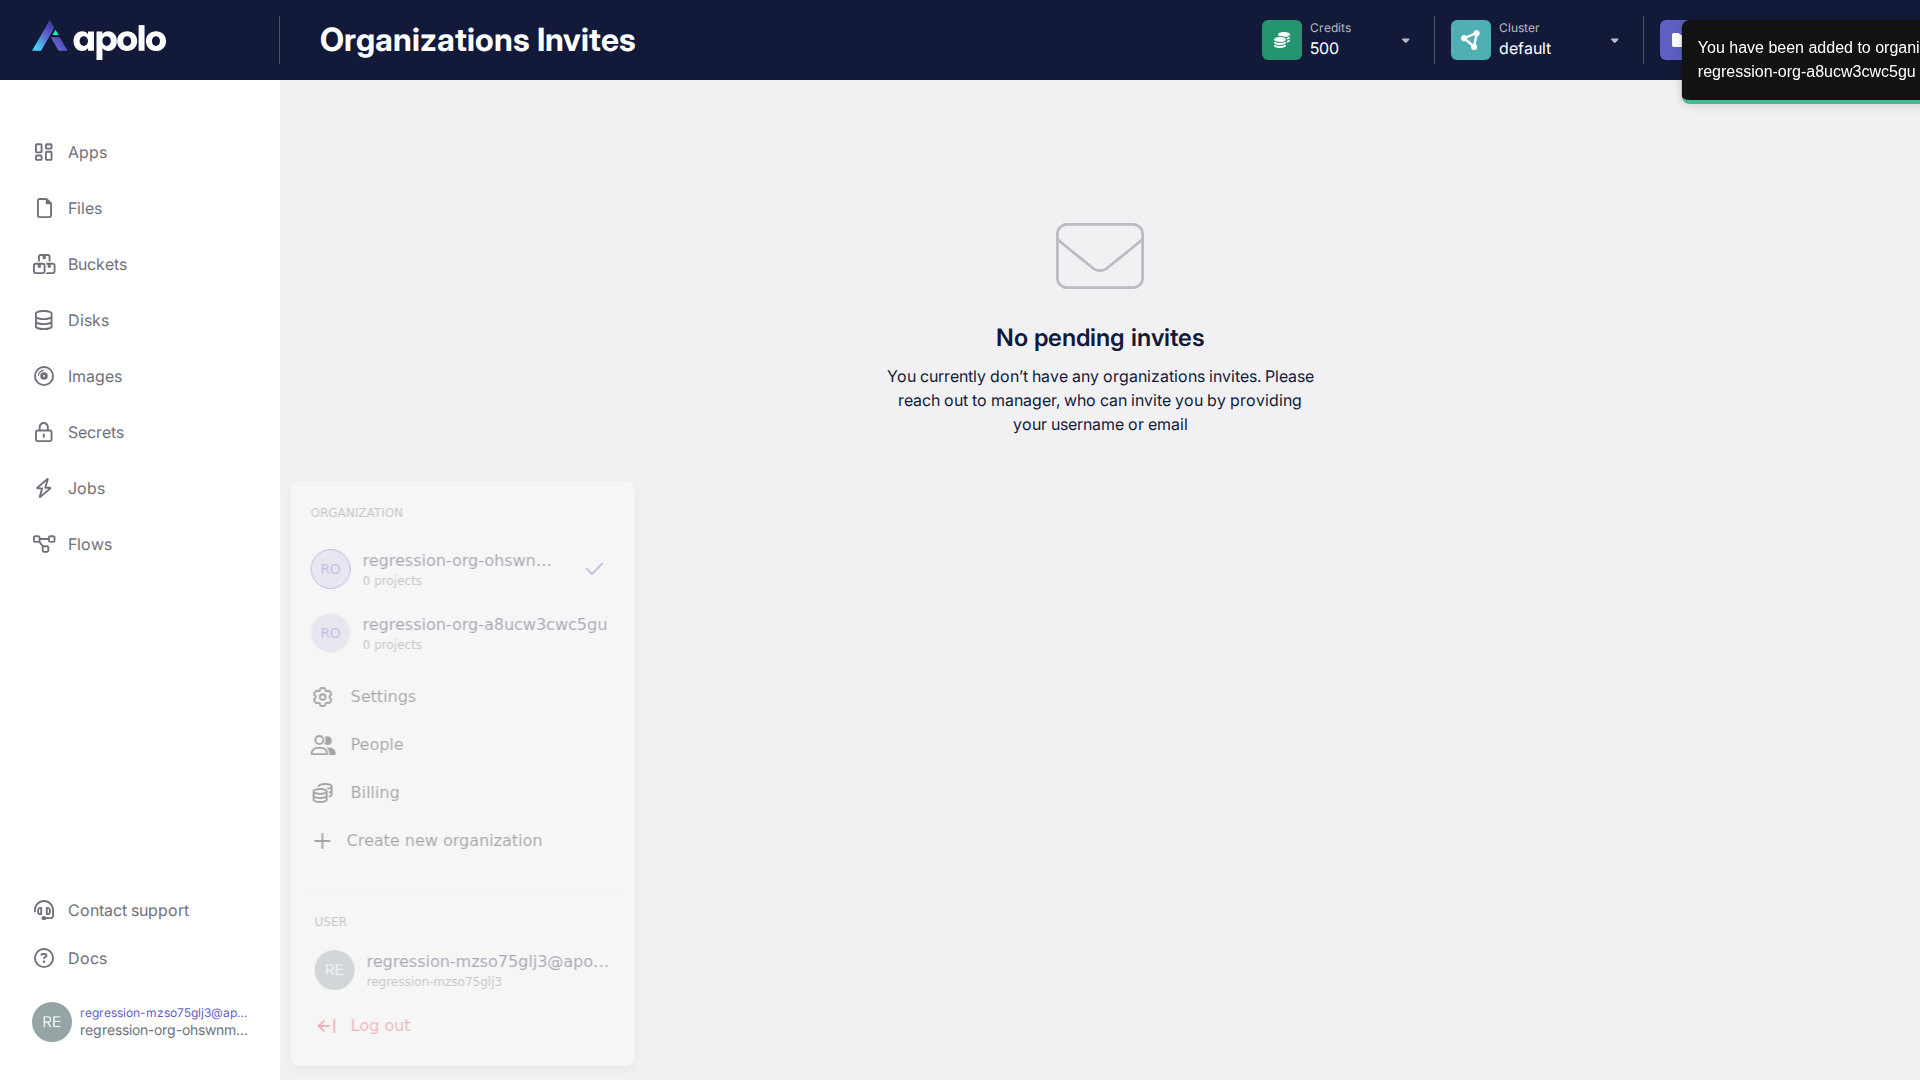 apolo
Organizations Invites
Credits
500
Cluster
default
You have been added to organi
regression-org-a8ucw3cwc5gu
Apps
Files
Buckets
Disks
Images
Secrets
Jobs
Flows
No pending invites
You currently don’t have any organizations invites. Please
reach out to manager, who can invite you by providing
your username or email
ORGANIZATION
RO
regression-org-ohswn...
0 projects
RO
regression-org-a8ucw3cwc5gu
0 projects
Settings
People
Billing
Create new organization
USER
RE
regression-mzso75glj3@apo...
regression-mzso75glj3
Log out
Contact support
Docs
RE
regression-mzso75glj3@ap...
regression-org-ohswnm...